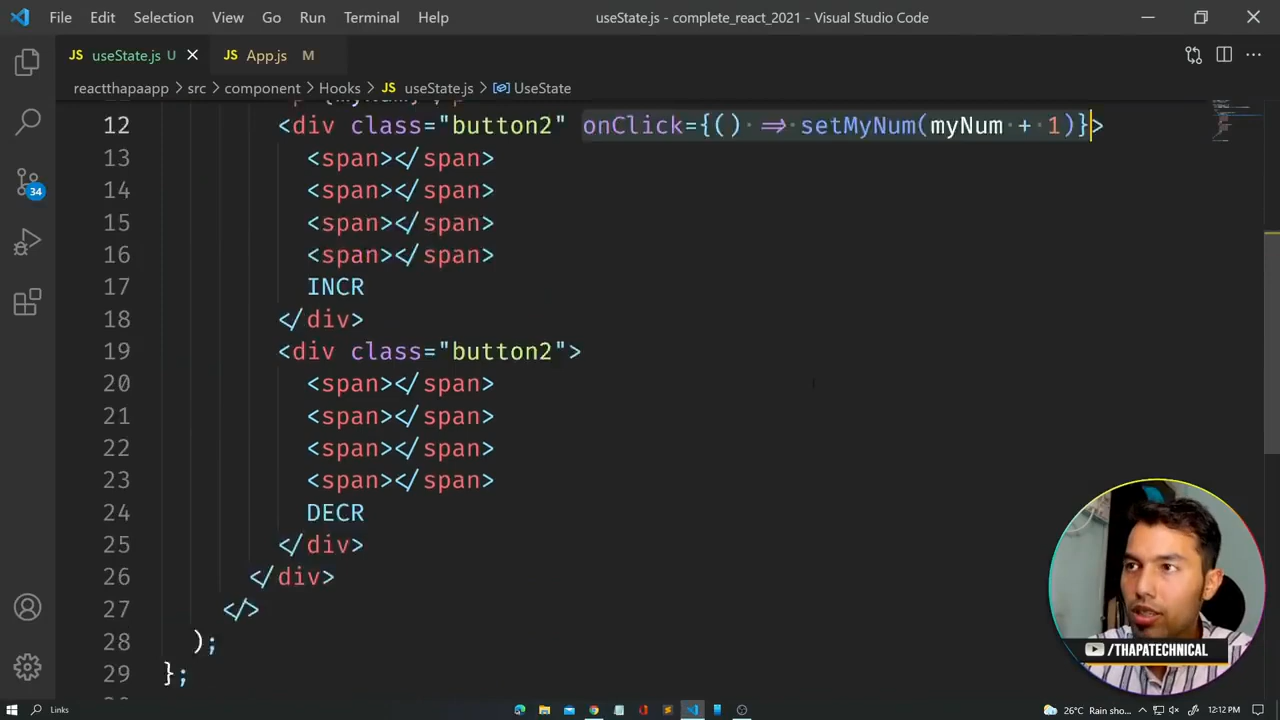 File Edit Selection View Go Run Terminal Help useState.js - complete_react_2021 - Visual Studio Code
JS useState.js U JS App.js M
reactthapaapp > src > component > Hooks > JS useState.js > UseState
12 <div class="button2" onClick={() => setMyNum(myNum + 1)}>
13 <span></span>
14 <span></span>
15 <span></span>
16 <span></span>
17 INCR
18 </div>
19 <div class="button2">
20 <span></span>
21 <span></span>
22 <span></span>
23 <span></span>
24 DECR
25 </div>
26 </div>
27 </>
28 );
29 };
34
/THAPATECHNICAL
Links 26°C Rain sho... 12:12 PM